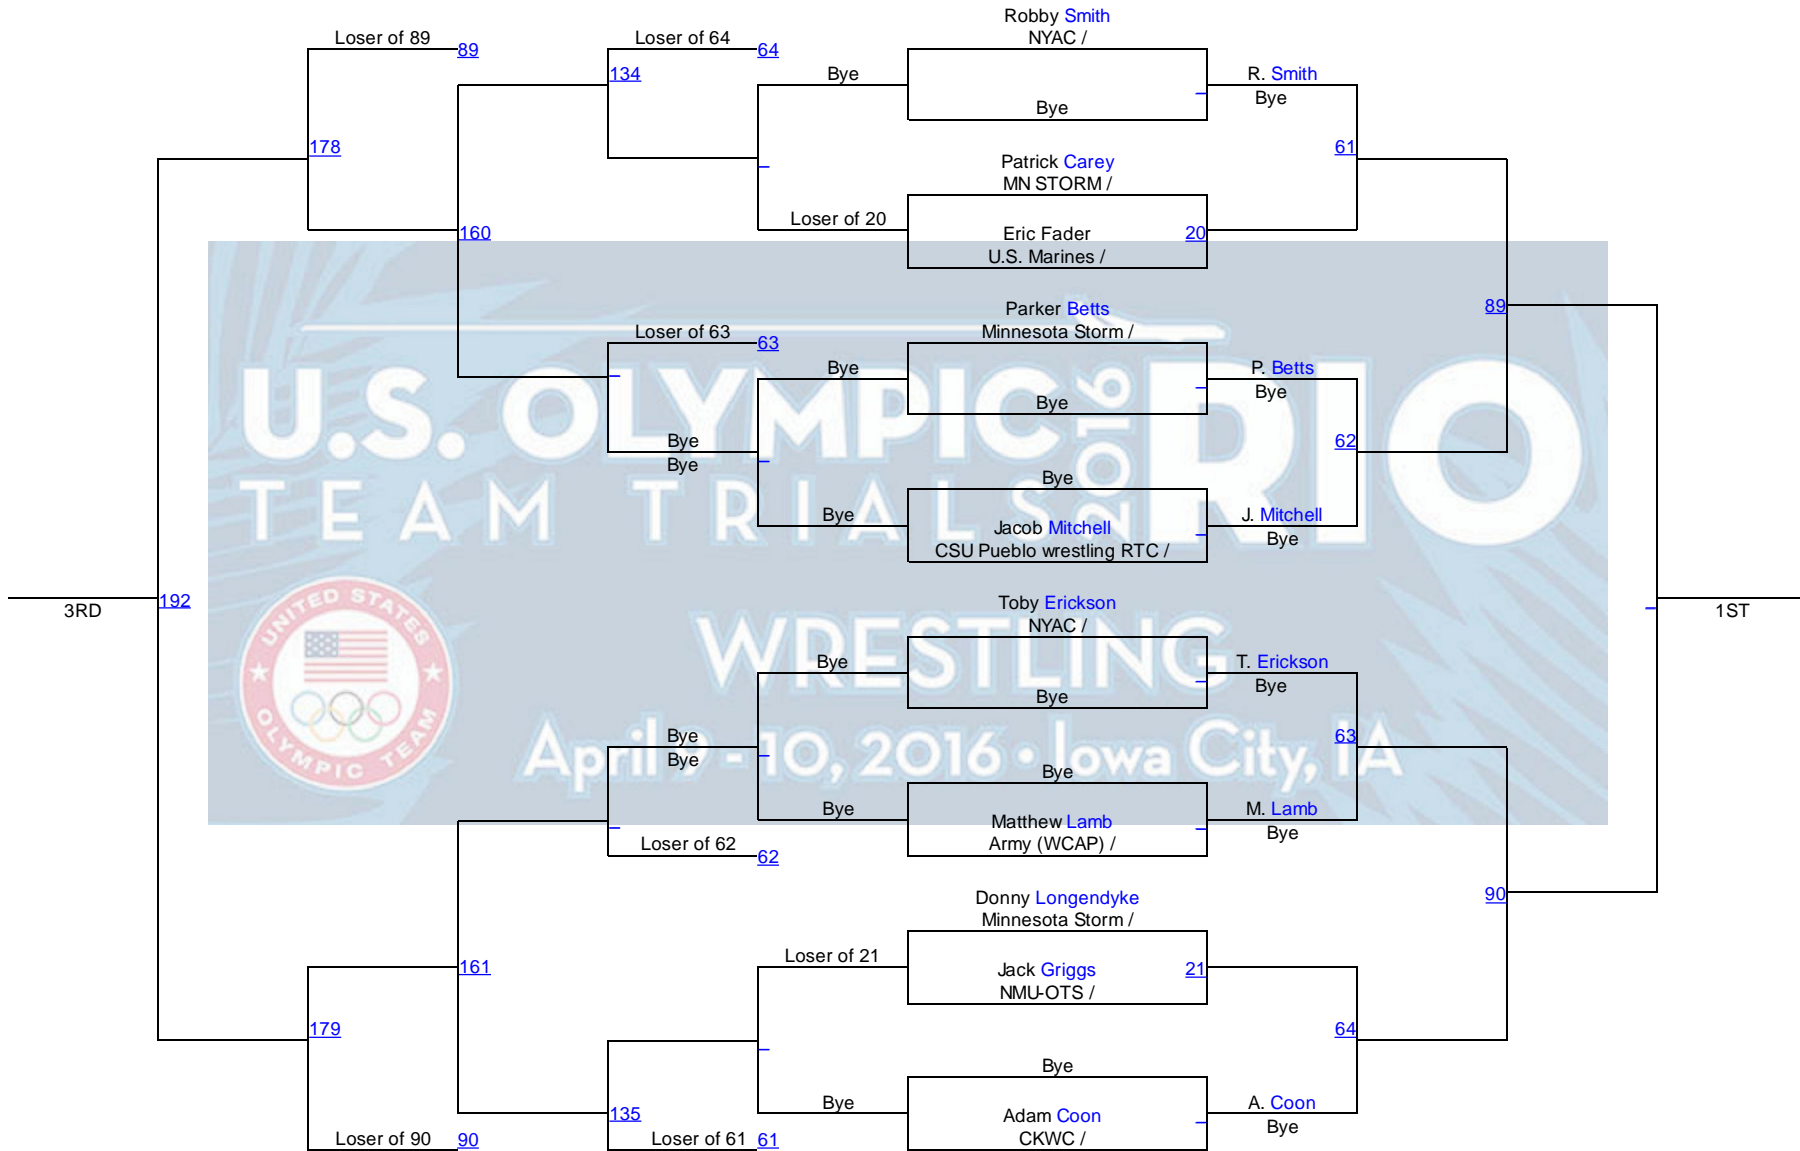 Robby Smith
NYAC /
Loser of 89
89
Loser of 64
64
134
Bye
R. Smith
Bye
Bye
178
Patrick Carey
MN STORM /
61
Loser of 20
160
Eric Fader
20
U.S. Marines /
Parker Betts
Minnesota Storm /
89
Loser of 63
63
Bye
P. Betts
Bye
Bye
Bye
Bye
62
Bye
Bye
Jacob Mitchell
CSU Pueblo wrestling RTC /
J. Mitchell
Bye
U.S. OLYMPIC
TEAM TRIALS
2016
RIO
3RD
192
Toby Erickson
NYAC /
1ST
UNITED STATES
OLYMPIC TEAM
WRESTLING
April 9 - 10, 2016 • Iowa City, IA
Bye
T. Erickson
Bye
Bye
Bye
Bye
63
Bye
Bye
Matthew Lamb
Army (WCAP) /
M. Lamb
Bye
Loser of 62
62
Donny Longendyke
Minnesota Storm /
90
Loser of 21
161
Jack Griggs
21
NMU-OTS /
179
64
Bye
135
Bye
Adam Coon
CKWC /
A. Coon
Bye
Loser of 90
90
Loser of 61
61